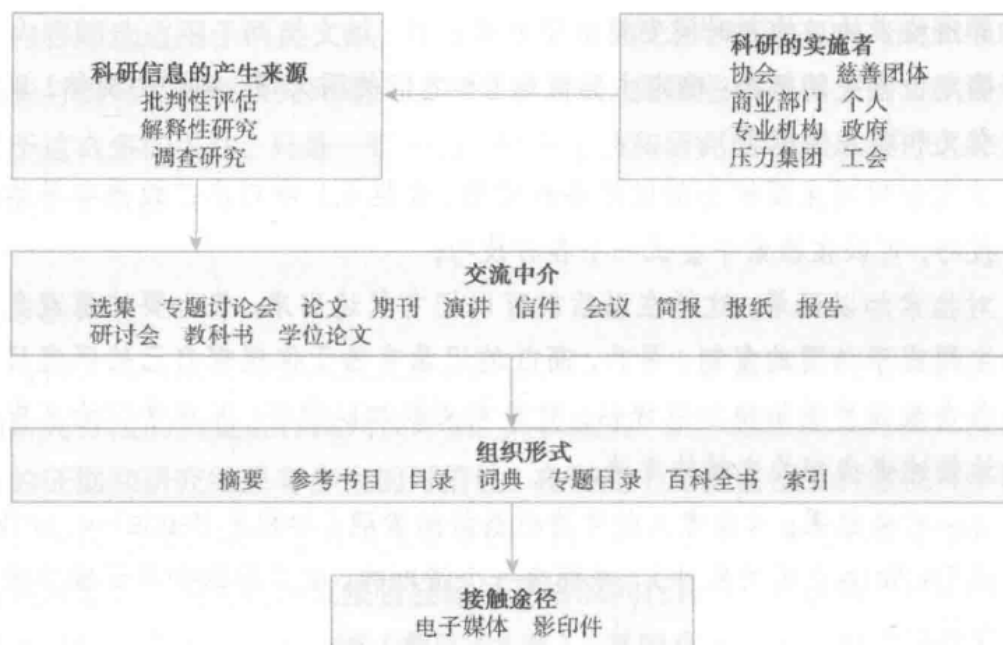 科研信息的产生来源
批判性评估
解释性研究
调查研究
科研的实施者
协会 慈善团体
商业部门 个人
专业机构 政府
压力集团 工会
交流中介
选集 专题讨论会 论文 期刊 演讲 信件 会议 简报 报纸 报告
研讨会 教科书 学位论文
组织形式
摘要 参考书目 目录 词典 专题目录 百科全书 索引
接触途径
电子媒体 影印件